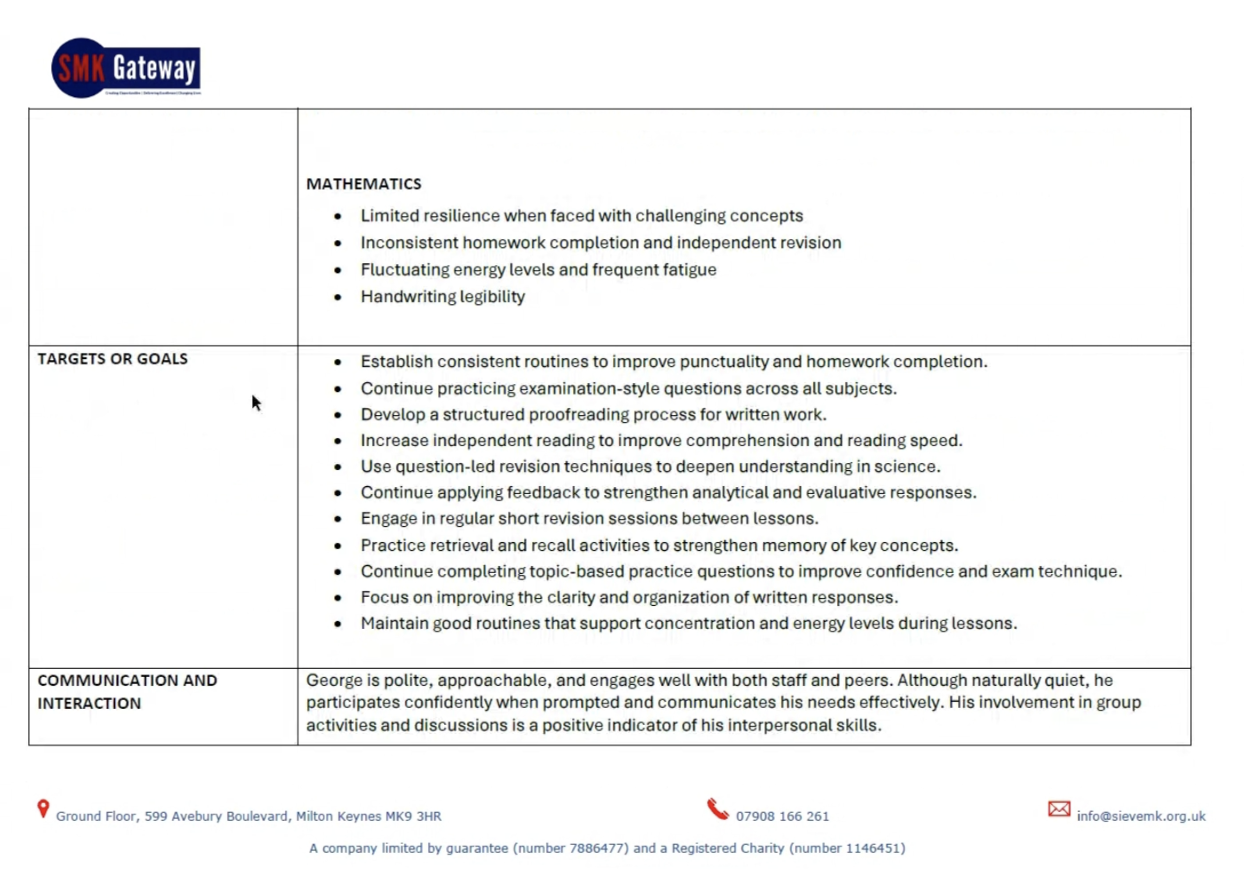 SMK Gateway
MATHEMATICS
• Limited resilience when faced with challenging concepts
• Inconsistent homework completion and independent revision
• Fluctuating energy levels and frequent fatigue
• Handwriting legibility
TARGETS OR GOALS
• Establish consistent routines to improve punctuality and homework completion.
• Continue practicing examination-style questions across all subjects.
• Develop a structured proofreading process for written work.
• Increase independent reading to improve comprehension and reading speed.
• Use question-led revision techniques to deepen understanding in science.
• Continue applying feedback to strengthen analytical and evaluative responses.
• Engage in regular short revision sessions between lessons.
• Practice retrieval and recall activities to strengthen memory of key concepts.
• Continue completing topic-based practice questions to improve confidence and exam technique.
• Focus on improving the clarity and organization of written responses.
• Maintain good routines that support concentration and energy levels during lessons.
COMMUNICATION AND
INTERACTION
George is polite, approachable, and engages well with both staff and peers. Although naturally quiet, he
participates confidently when prompted and communicates his needs effectively. His involvement in group
activities and discussions is a positive indicator of his interpersonal skills.
Ground Floor, 599 Avebury Boulevard, Milton Keynes MK9 3HR
07908 166 261
info@sievemk.org.uk
A company limited by guarantee (number 7886477) and a Registered Charity (number 1146451)